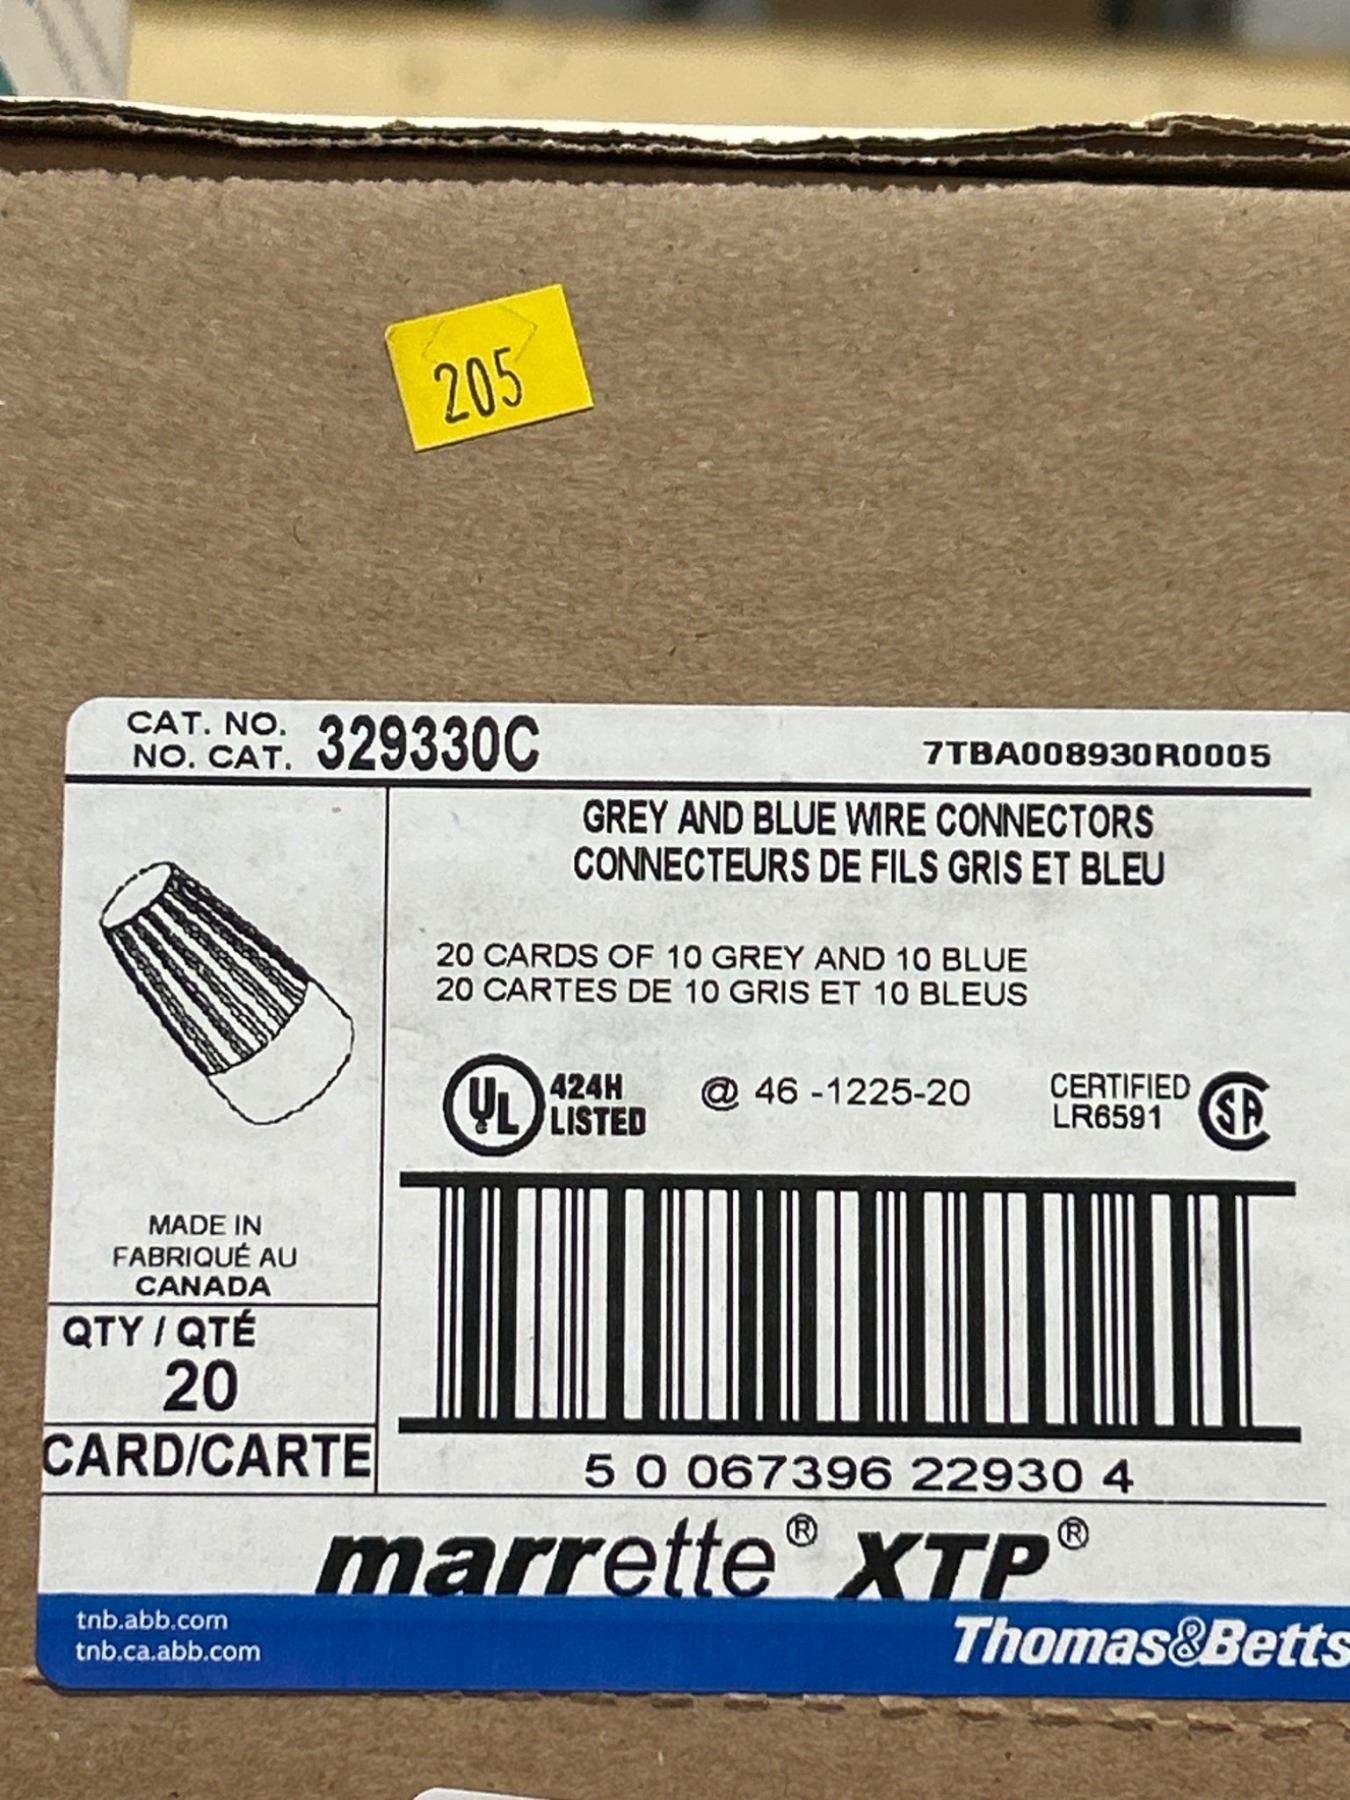 205
CAT. NO.
NO. CAT. 329330C
7TBA008930R0005
GREY AND BLUE WIRE CONNECTORS
CONNECTEURS DE FILS GRIS ET BLEU
20 CARDS OF 10 GREY AND 10 BLUE
20 CARTES DE 10 GRIS ET 10 BLEUS
UL 424H
LISTED
@ 46 -1225-20
CERTIFIED
LR6591
SA
MADE IN
FABRIQUÉ AU
CANADA
QTY / QTÉ
20
CARD/CARTE
5 0 067396 22930 4
marrette® XTP®
tnb.abb.com
tnb.ca.abb.com
Thomas&Betts